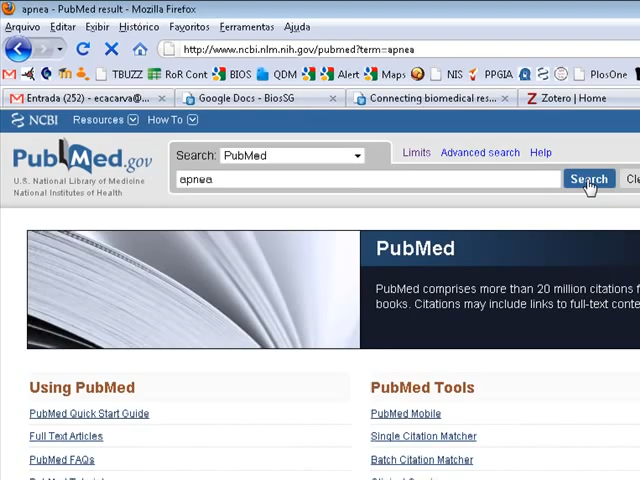 apnea - PubMed result - Mozilla Firefox
Arquivo Editar Exibir Histórico Favoritos Ferramentas Ajuda
http://www.ncbi.nlm.nih.gov/pubmed?term=apnea
TBUZZ RoR Cont BIOS QDM Alert Maps NIS PPGIA PlosOne
Entrada (252) - ecacarva@... Google Docs - BiosSG Connecting biomedical res... Zotero | Home
NCBI Resources How To
PubMed.gov
U.S. National Library of Medicine
National Institutes of Health
Search: PubMed Limits Advanced search Help
apnea Search Cle
PubMed
PubMed comprises more than 20 million citations f
books. Citations may include links to full-text conte
Using PubMed PubMed Tools
PubMed Quick Start Guide PubMed Mobile
Full Text Articles Single Citation Matcher
PubMed FAQs Batch Citation Matcher